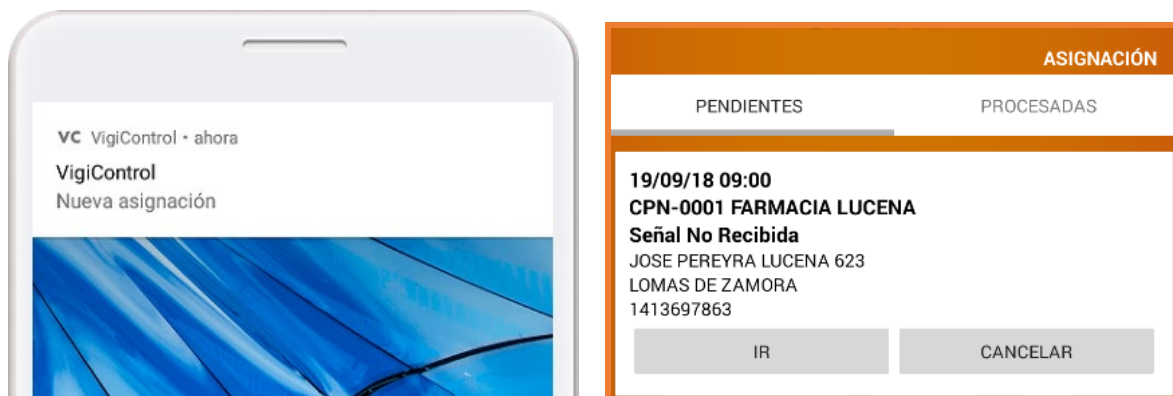 VC VigiControl • ahora
VigiControl
Nueva asignación
ASIGNACIÓN
PENDIENTES
PROCESADAS
19/09/18 09:00
CPN-0001 FARMACIA LUCENA
Señal No Recibida
JOSE PEREYRA LUCENA 623
LOMAS DE ZAMORA
1413697863
IR
CANCELAR